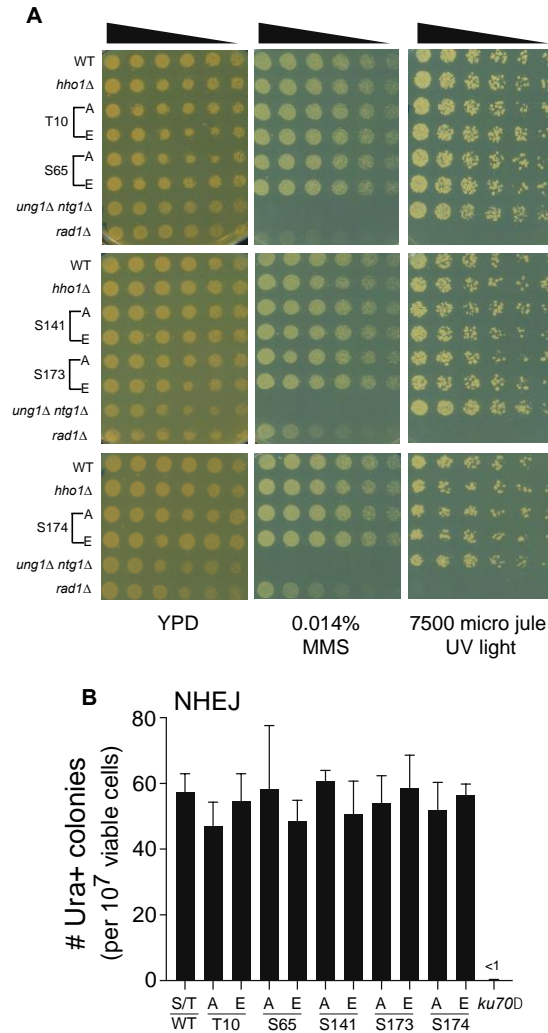 A
WT
hho1Δ
A
T10
E
A
S65
E
ung1Δ ntg1Δ
rad1Δ
WT
hho1Δ
A
S141
E
A
S173
E
ung1Δ ntg1Δ
rad1Δ
WT
hho1Δ
A
S174
E
ung1Δ ntg1Δ
rad1Δ
YPD
0.014%
MMS
7500 micro jule
UV light
B
NHEJ
# Ura+ colonies
(per 10⁷ viable cells)
80
60
40
20
0
<1
S/T A E A E A E A E A E ku70D
WT T10 S65 S141 S173 S174